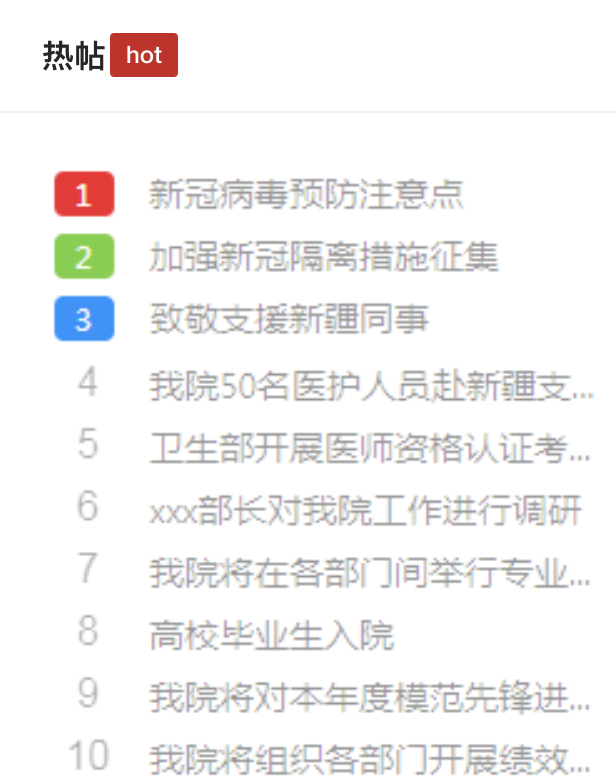 热帖 hot
1 新冠病毒预防注意点
2 加强新冠隔离措施征集
3 致敬支援新疆同事
4 我院50名医护人员赴新疆支...
5 卫生部开展医师资格认证考...
6 xxx部长对我院工作进行调研
7 我院将在各部门间举行专业...
8 高校毕业生入院
9 我院将对本年度模范先锋进...
10 我院将组织各部门开展绩效...